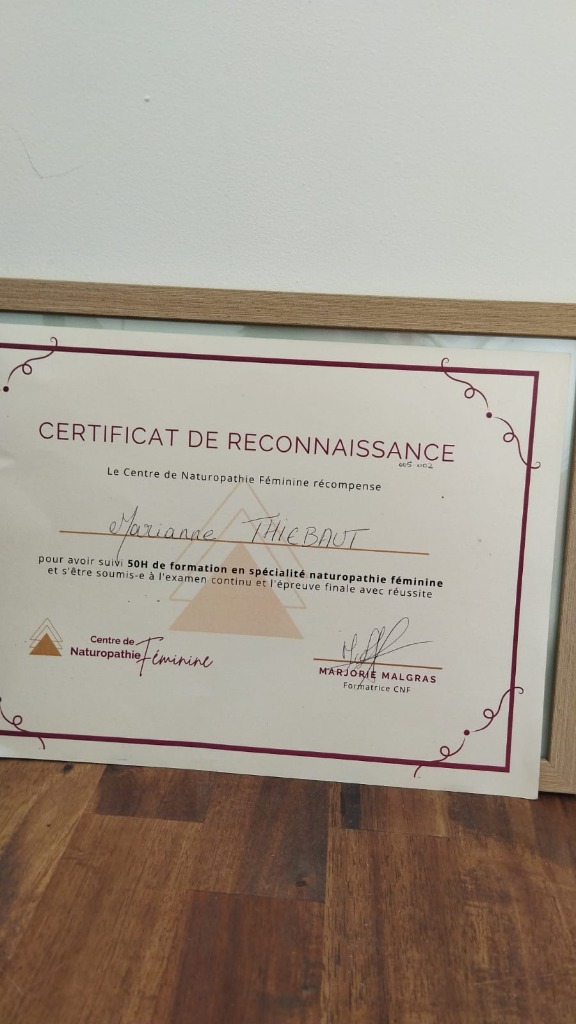 CERTIFICAT DE RECONNAISSANCE
005 002
Le Centre de Naturopathie Féminine récompense
Marianne THIEBAUT
pour avoir suivi 50H de formation en spécialité naturopathie féminine
et s'être soumis-e à l'examen continu et l'épreuve finale avec réussite
Centre de
Naturopathie Féminine
MARJORIE MALGRAS
Formatrice CNF